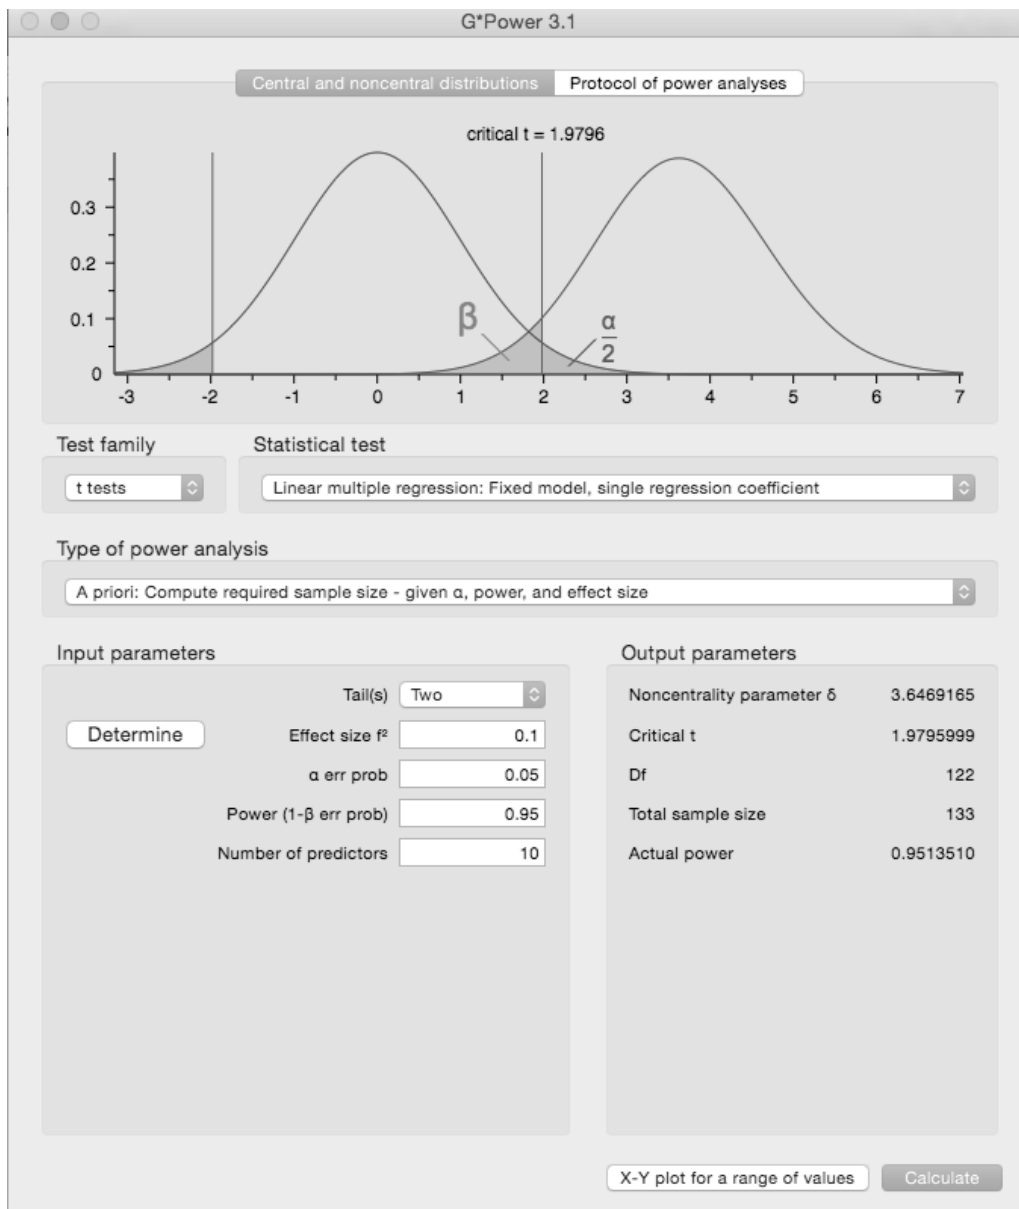 G*Power 3.1
Central and noncentral distributions Protocol of power analyses
critical t = 1.9796
0.3
0.2
0.1
0
β
α
2
-3 -2 -1 0 1 2 3 4 5 6 7
Test family Statistical test
t tests Linear multiple regression: Fixed model, single regression coefficient
Type of power analysis
A priori: Compute required sample size - given α, power, and effect size
Input parameters
Tail(s) Two
Determine Effect size f² 0.1
α err prob 0.05
Power (1-β err prob) 0.95
Number of predictors 10
Output parameters
Noncentrality parameter δ 3.6469165
Critical t 1.9795999
Df 122
Total sample size 133
Actual power 0.9513510
X-Y plot for a range of values Calculate